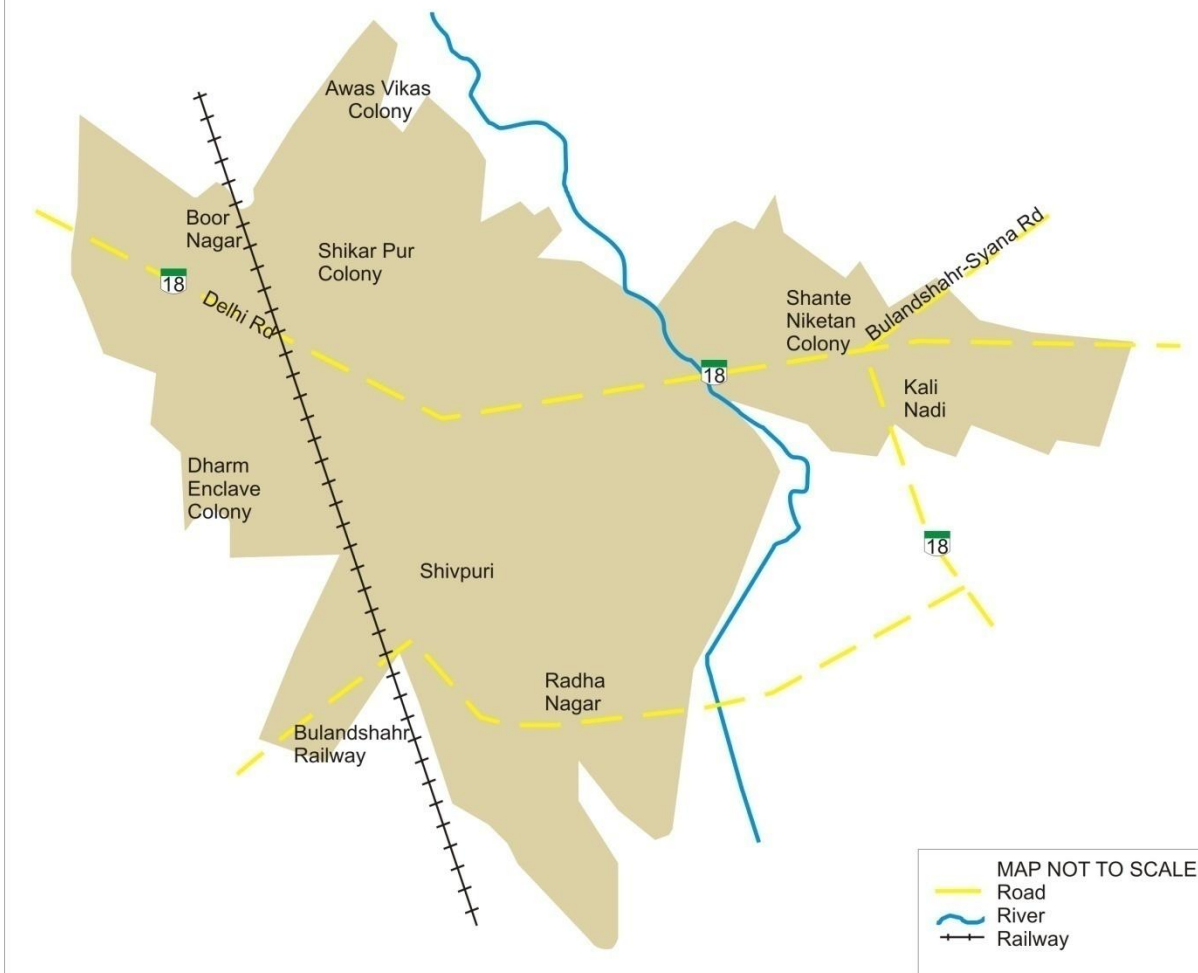 Awas Vikas
Colony
Boor
Nagar
Shikar Pur
Colony
18
Delhi Rd
Shante
Niketan
Colony
Bulandshahr-Syana Rd
18
Kali
Nadi
Dharm
Enclave
Colony
18
Shivpuri
Radha
Nagar
Bulandshahr
Railway
MAP NOT TO SCALE
Road
River
Railway